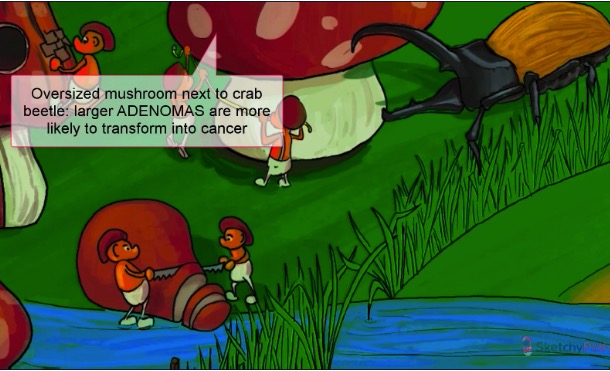 Oversized mushroom next to crab
beetle: larger ADENOMAS are more
likely to transform into cancer